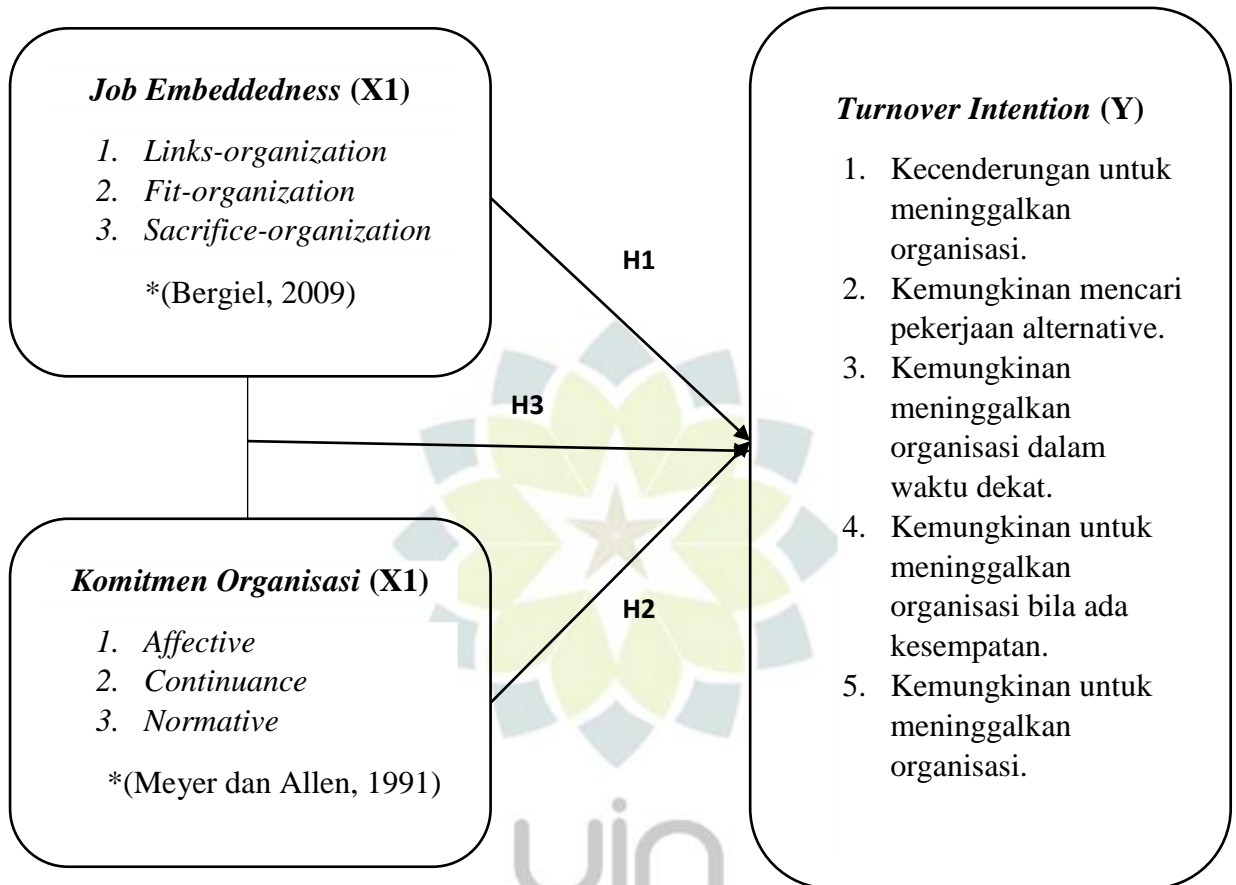 Job Embeddedness (X1)
1. Links-organization
2. Fit-organization
3. Sacrifice-organization
*(Bergiel, 2009)
H1
H3
H2
Komitmen Organisasi (X1)
1. Affective
2. Continuance
3. Normative
*(Meyer dan Allen, 1991)
Turnover Intention (Y)
1. Kecenderungan untuk
meninggalkan
organisasi.
2. Kemungkinan mencari
pekerjaan alternative.
3. Kemungkinan
meninggalkan
organisasi dalam
waktu dekat.
4. Kemungkinan untuk
meninggalkan
organisasi bila ada
kesempatan.
5. Kemungkinan untuk
meninggalkan
organisasi.
uin